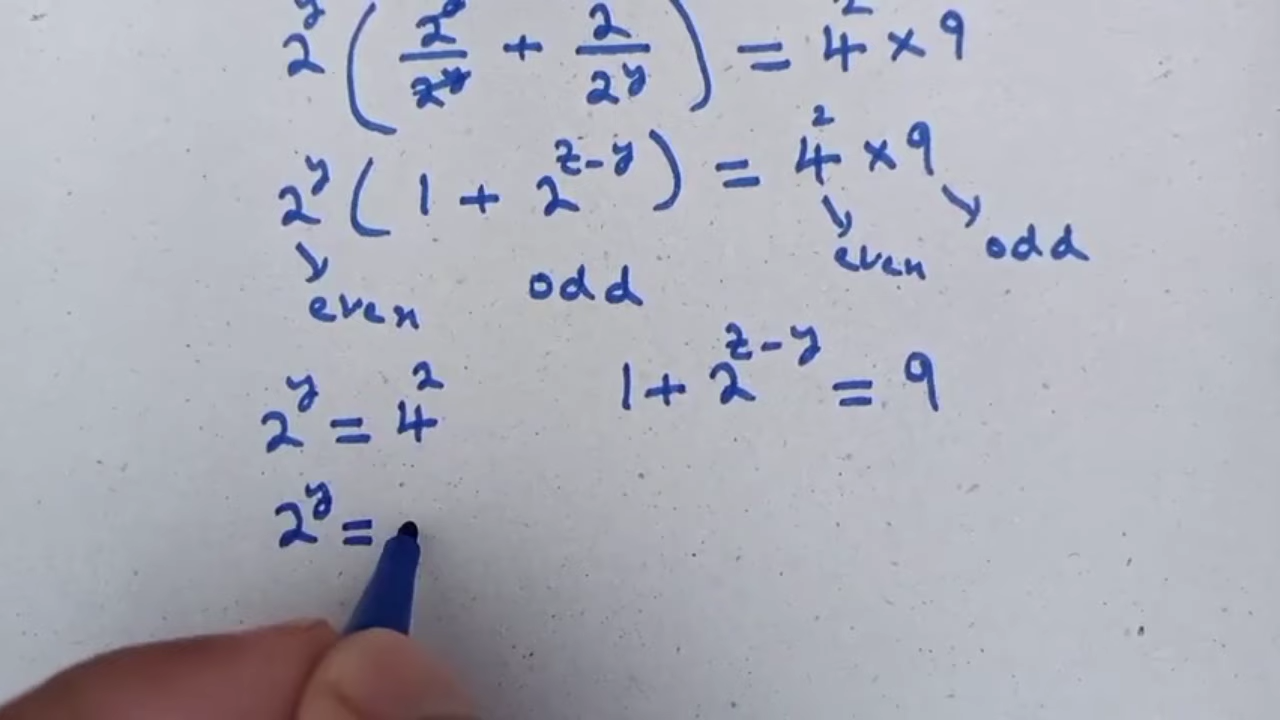 2^y ( 2^y/2^y + 2^z/2^y ) = 4^2 × 9
2^y ( 1 + 2^(z-y) ) = 4^2 × 9
even odd even odd
2^y = 4^2 1 + 2^(z-y) = 9
2^y =